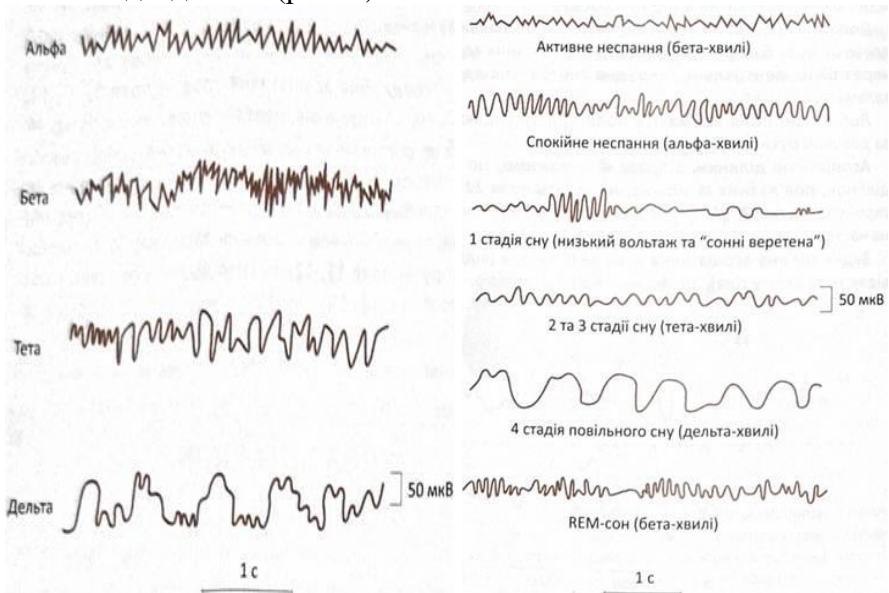 Альфа
Бета
Тета
Дельта
50 мкВ
1 с
Активне неспання (бета-хвилі)
Спокійне неспання (альфа-хвилі)
1 стадія сну (низький вольтаж та “сонні веретена”)
50 мкВ
2 та 3 стадії сну (тета-хвилі)
4 стадія повільного сну (дельта-хвилі)
REM-сон (бета-хвилі)
1 с